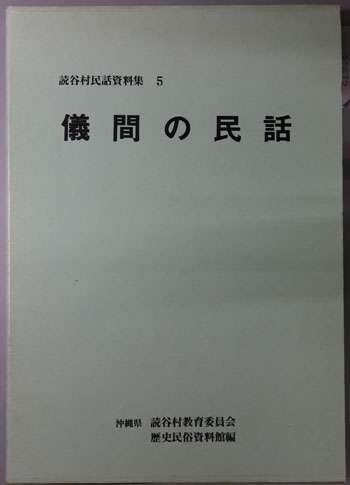 読谷村民話資料集 5
儀間の民話
沖縄県 読谷村教育委員会
歴史民俗資料館編